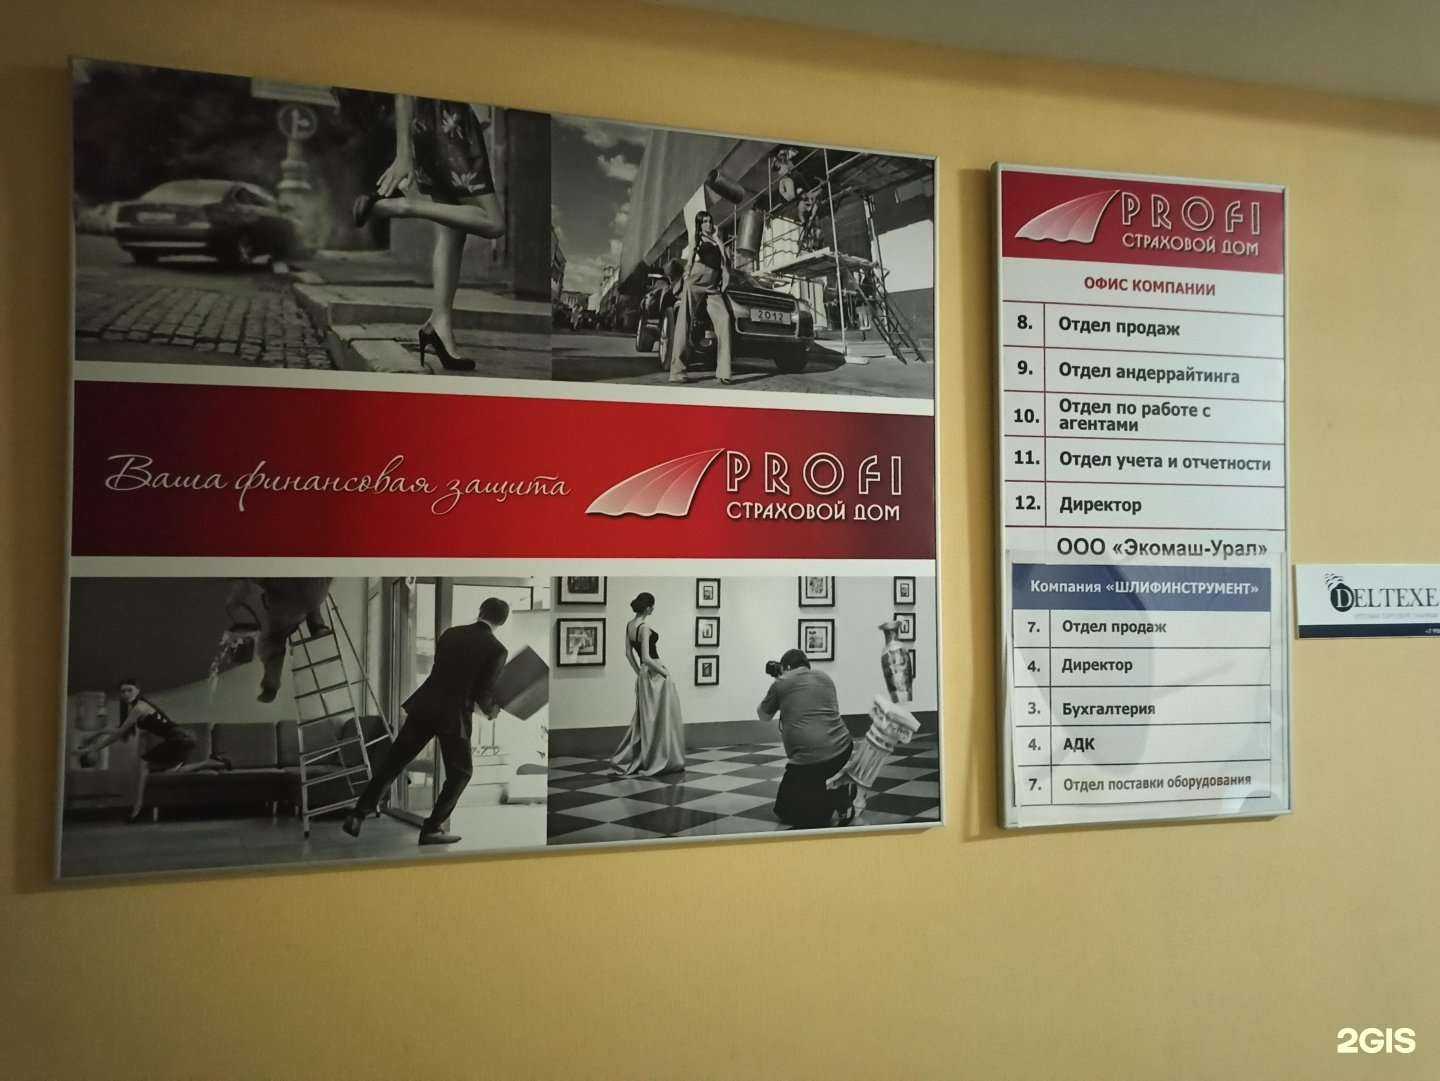 2012
Ваша финансовая защита
PROFI
СТРАХОВОЙ ДОМ
PROFI
СТРАХОВОЙ ДОМ
ОФИС КОМПАНИИ
8. Отдел продаж
9. Отдел андеррайтинга
10. Отдел по работе с
агентами
11. Отдел учета и отчетности
12. Директор
ООО «Экомаш-Урал»
Компания «ШЛИФИНСТРУМЕНТ»
7. Отдел продаж
4. Директор
3. Бухгалтерия
4. АДК
7. Отдел поставки оборудования
DELTEXE
2GIS